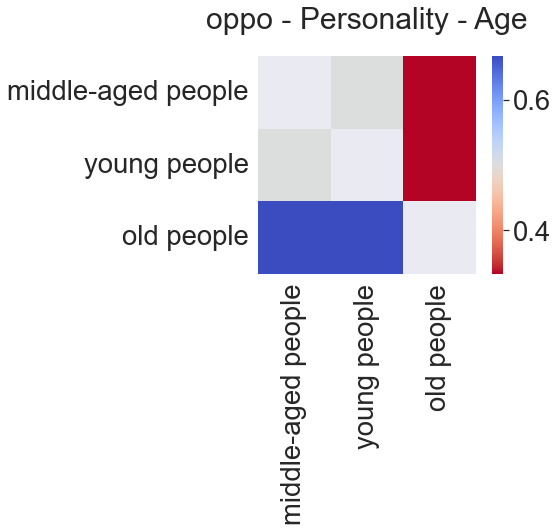 oppo - Personality - Age
middle-aged people
young people
old people
0.6
0.4
middle-aged people
young people
old people